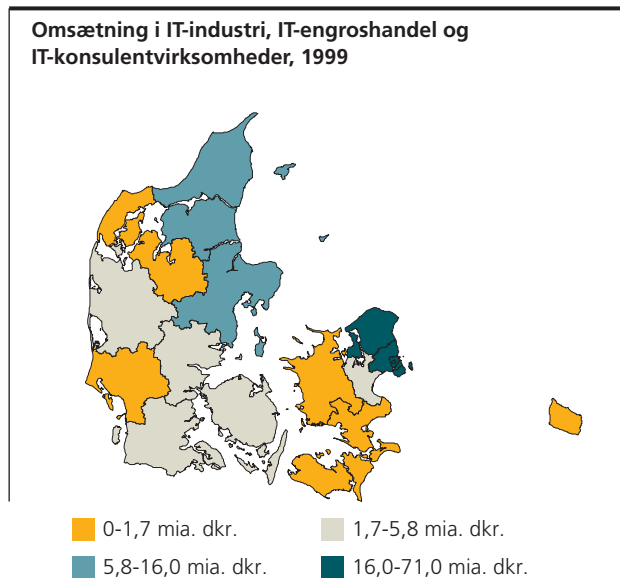 Omsætning i IT-industri, IT-engroshandel og
IT-konsulentvirksomheder, 1999
0-1,7 mia. dkr.
1,7-5,8 mia. dkr.
5,8-16,0 mia. dkr.
16,0-71,0 mia. dkr.